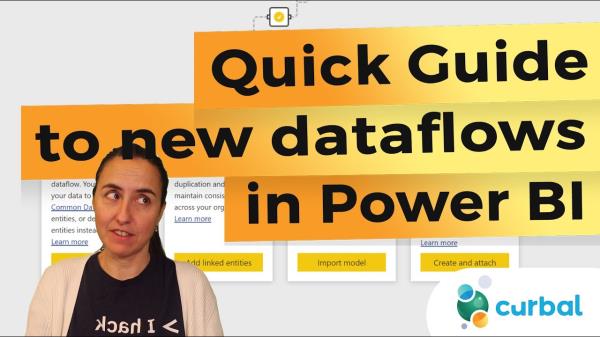 Quick Guide
to new dataflows
in Power BI
dataflow. You
your data to
Common Da
entities, or de
entities instea
Learn more
duplication and
maintain consis
across your org
Learn more
Learn more
Add linked entities
Import model
Create and attach
> I hack
curbal